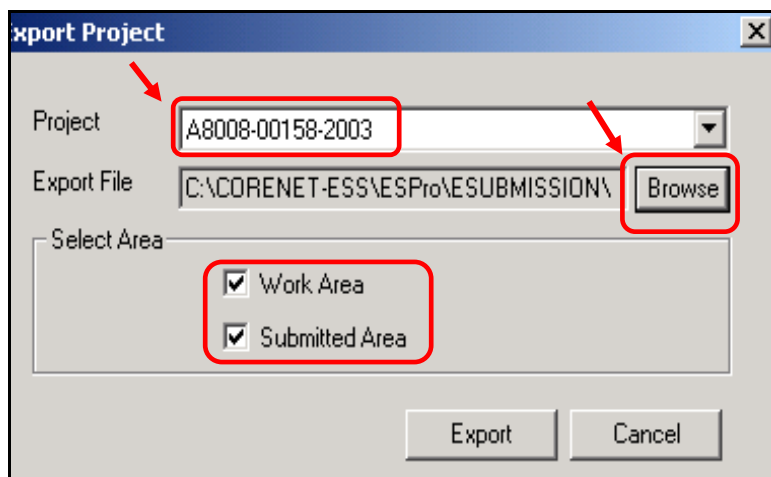 xport Project
Project A8008-00158-2003
Export File C:\CORENET-ESS\ESPro\ESUBMISSION\ Browse
Select Area
Work Area
Submitted Area
Export Cancel